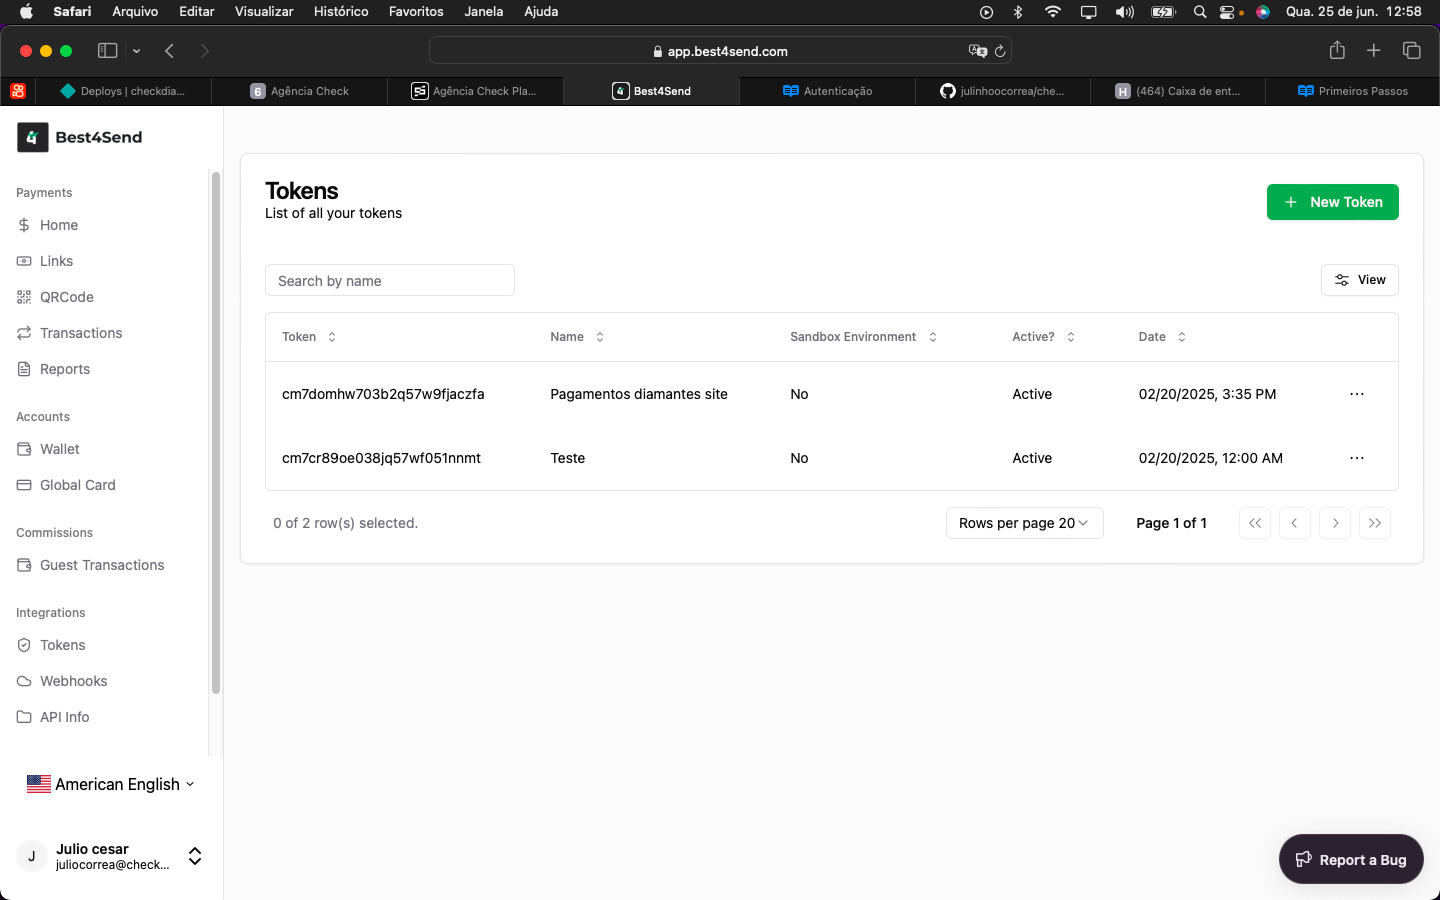 Safari Arquivo Editar Visualizar Histórico Favoritos Janela Ajuda Qua. 25 de jun. 12:58
app.best4send.com
Deploys | checkdia... 6 Agência Check Agência Check Pla... Best4Send Autenticação julinhoocorrea/che... H (464) Caixa de ent... Primeiros Passos
Best4Send
Payments
Home
Links
QRCode
Transactions
Reports
Accounts
Wallet
Global Card
Commissions
Guest Transactions
Integrations
Tokens
Webhooks
API Info
American English
J
Julio cesar
juliocorrea@check...
Tokens
List of all your tokens
+ New Token
Search by name
View
Token Name Sandbox Environment Active? Date
cm7domhw703b2q57w9fjaczfa Pagamentos diamantes site No Active 02/20/2025, 3:35 PM ...
cm7cr89oe038jq57wf051nnmt Teste No Active 02/20/2025, 12:00 AM ...
0 of 2 row(s) selected.
Rows per page 20
Page 1 of 1
Report a Bug